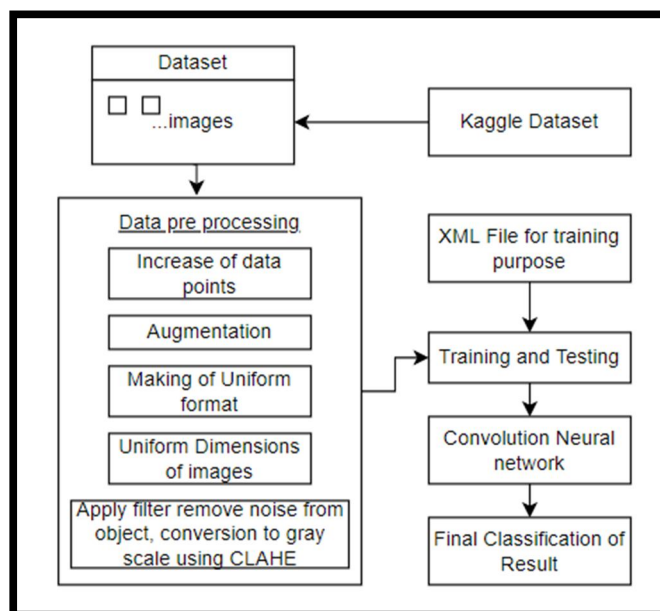 Dataset
...images
Kaggle Dataset
Data pre processing
Increase of data
points
Augmentation
Making of Uniform
format
Uniform Dimensions
of images
Apply filter remove noise from
object, conversion to gray
scale using CLAHE
XML File for training
purpose
Training and Testing
Convolution Neural
network
Final Classification of
Result